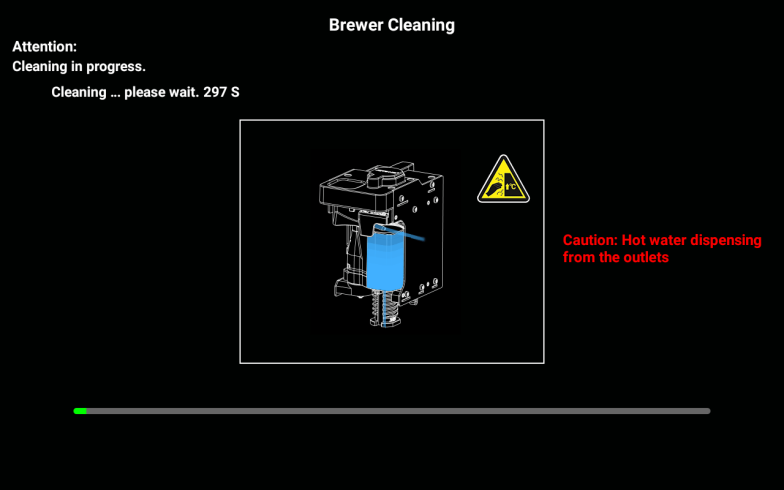 Brewer Cleaning
Attention:
Cleaning in progress.
Cleaning ... please wait. 297 S
Caution: Hot water dispensing
from the outlets